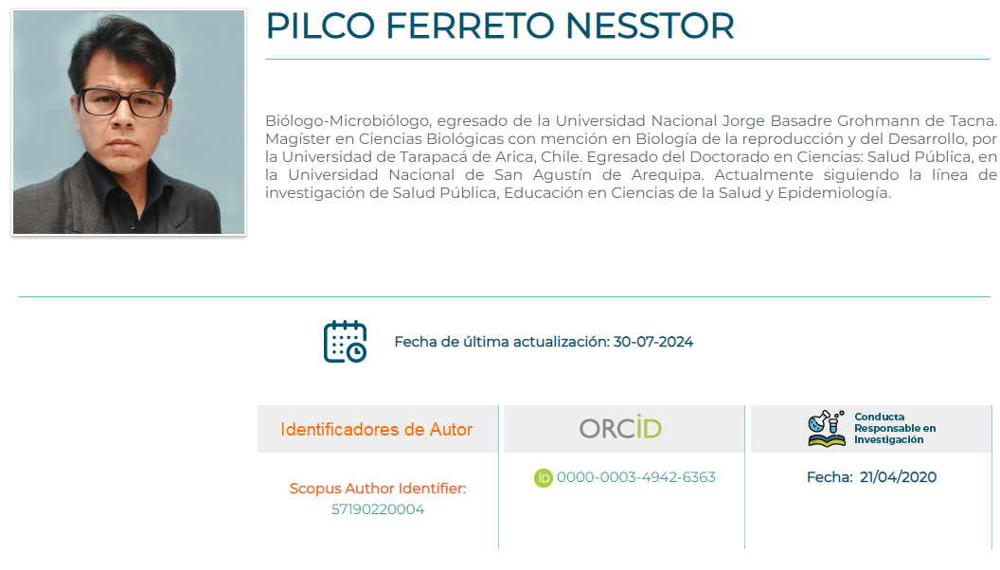 PILCO FERRETO NESSTOR
Biólogo-Microbiólogo, egresado de la Universidad Nacional Jorge Basadre Grohmann de Tacna.
Magíster en Ciencias Biológicas con mención en Biología de la reproducción y del Desarrollo, por
la Universidad de Tarapacá de Arica, Chile. Egresado del Doctorado en Ciencias: Salud Pública, en
la Universidad Nacional de San Agustín de Arequipa. Actualmente siguiendo la línea de
investigación de Salud Pública, Educación en Ciencias de la Salud y Epidemiología.
Fecha de última actualización: 30-07-2024
Identificadores de Autor
Scopus Author Identifier:
57190220004
ORCiD
iD 0000-0003-4942-6363
Conducta
Responsable en
Investigación
Fecha: 21/04/2020